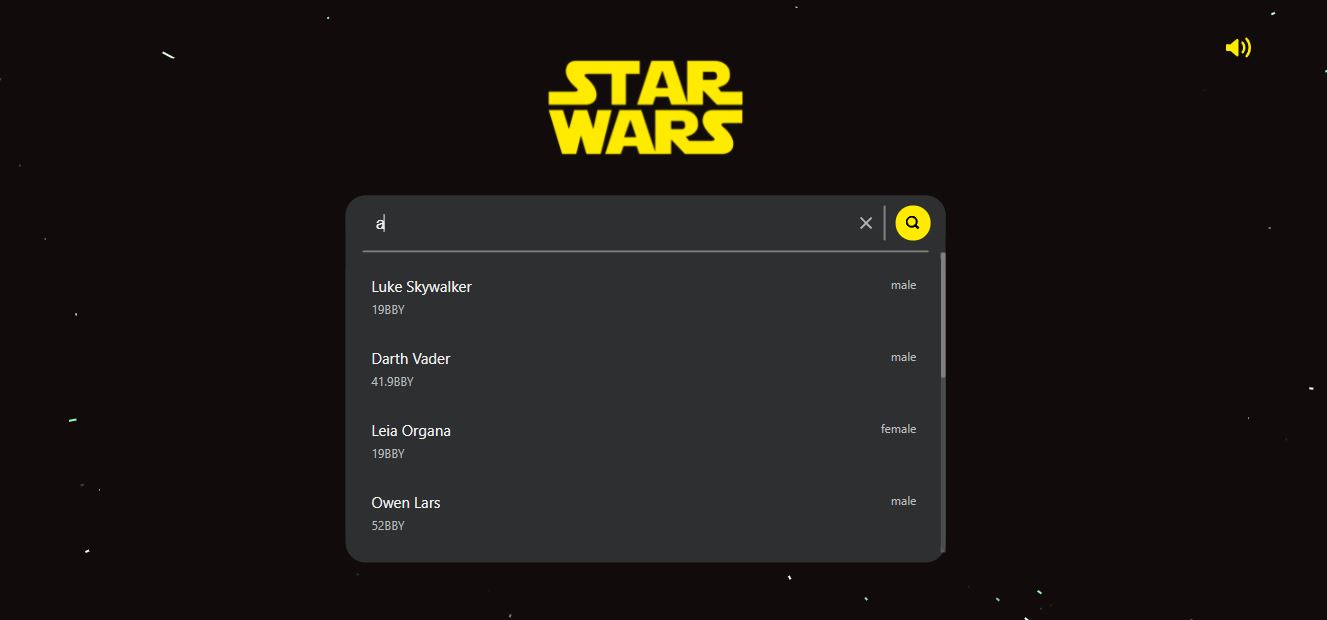 STAR
WARS
a
Luke Skywalker male
19BBY
Darth Vader male
41.9BBY
Leia Organa female
19BBY
Owen Lars male
52BBY